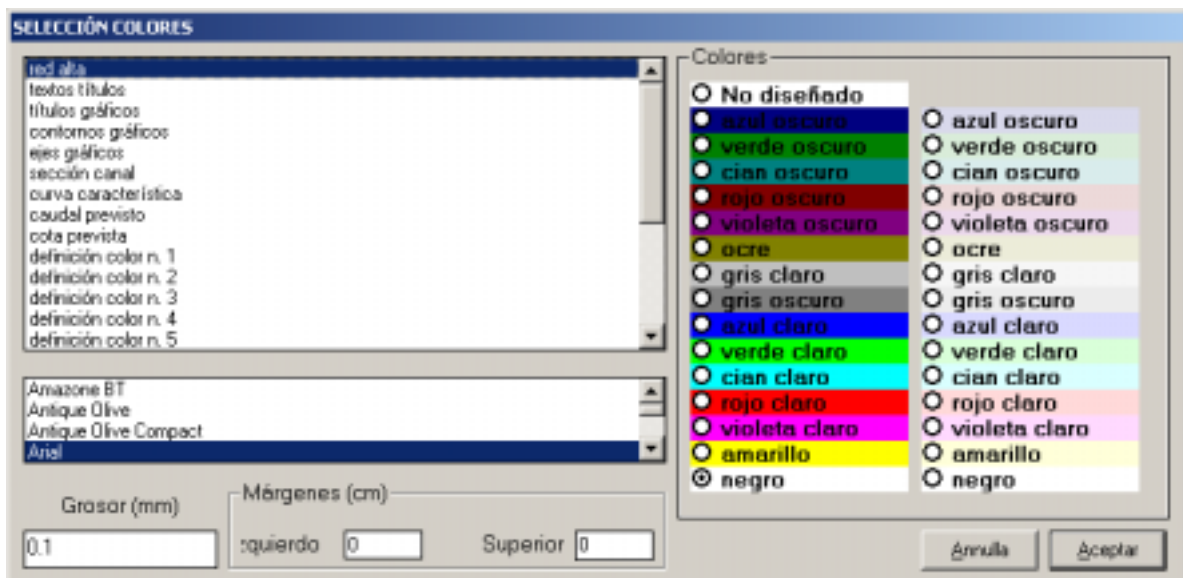 SELECCIÓN COLORES
red alta
textos títulos
títulos gráficos
contornos gráficos
ejes gráficos
sección canal
curva característica
caudal previsto
cota prevista
definición color n. 1
definición color n. 2
definición color n. 3
definición color n. 4
definición color n. 5
Amazone BT
Antique Olive
Antique Olive Compact
Arial
Grosor (mm)
0.1
Márgenes (cm)
zquierdo 0 Superior 0
Colores
No diseñado
azul oscuro azul oscuro
verde oscuro verde oscuro
cian oscuro cian oscuro
rojo oscuro rojo oscuro
violeta oscuro violeta oscuro
ocre ocre
gris claro gris claro
gris oscuro gris oscuro
azul claro azul claro
verde claro verde claro
cian claro cian claro
rojo claro rojo claro
violeta claro violeta claro
amarillo amarillo
negro negro
Annulla Aceptar